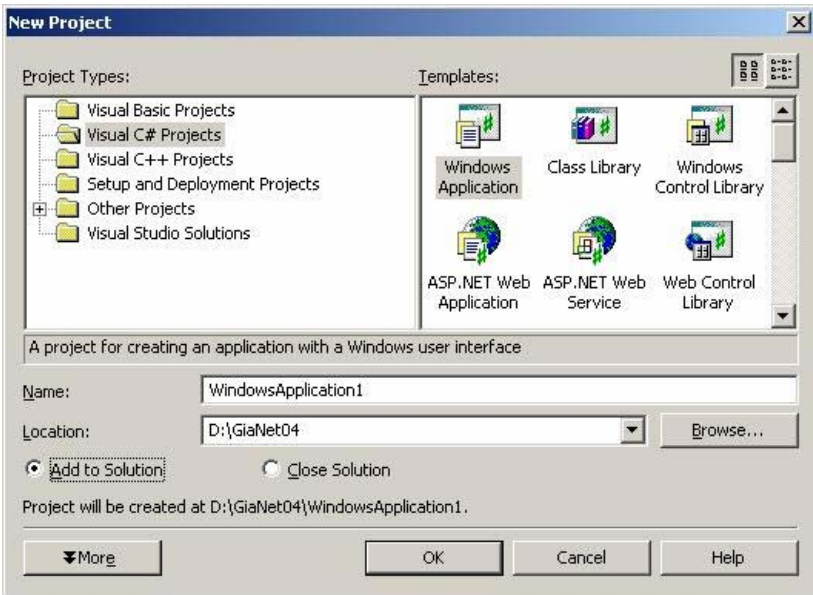 New Project
Project Types:
Visual Basic Projects
Visual C# Projects
Visual C++ Projects
Setup and Deployment Projects
Other Projects
Visual Studio Solutions
Templates:
Windows
Application
Class Library
Windows
Control Library
ASP.NET Web
Application
ASP.NET Web
Service
Web Control
Library
A project for creating an application with a Windows user interface
Name:
WindowsApplication1
Location:
D:\GiaNet04
Browse...
Add to Solution
Close Solution
Project will be created at D:\GiaNet04\WindowsApplication1.
More
OK
Cancel
Help